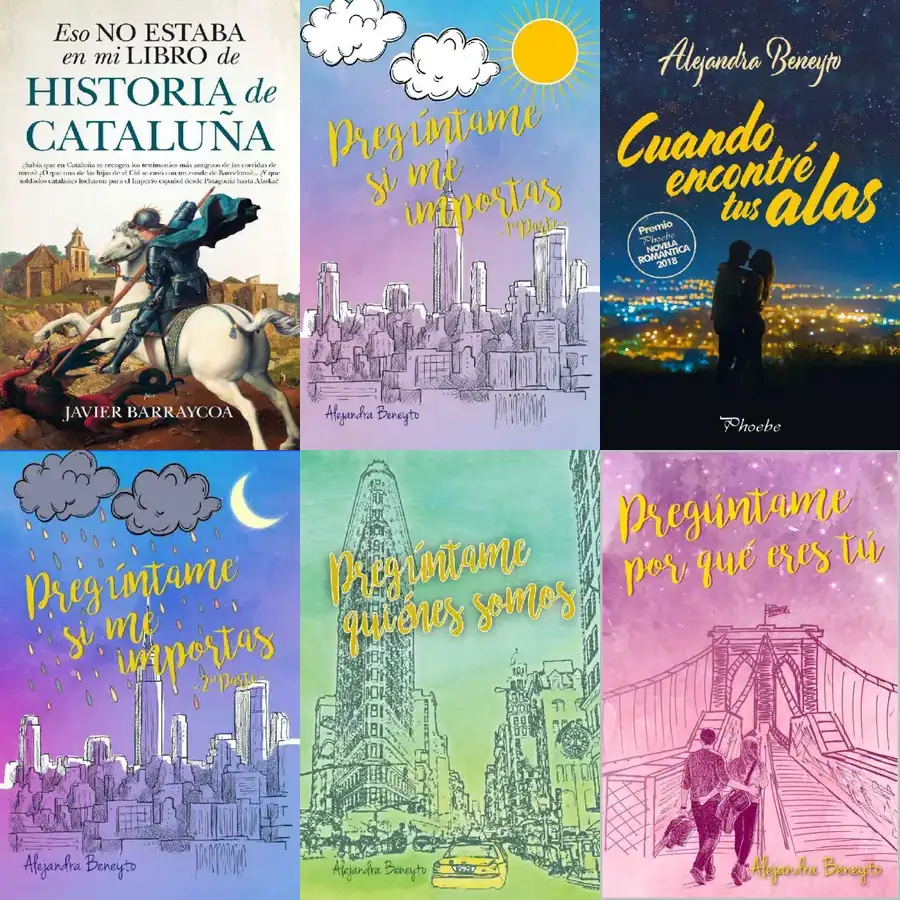 Eso NO ESTABA
en mi LIBRO de
HISTORIA de
CATALUÑA
¿Sabía que en Cataluña se recogen los testimonios más antiguos de las corridas de
toros? ¿O que una de las hijas de el Cid se casó con un conde de Barcelona?... ¿Y que
soldados catalanes lucharon para el Imperio español desde Patagonia hasta Alaska?
por
JAVIER BARRAYCOA
Pregúntame
si me
importas
-1ª Parte-
Alejandra Beneyto
Alejandra Beneyto
Cuando
encontré
tus alas
Premio
Phoebe
NOVELA
ROMÁNTICA
2018
Phoebe
Pregúntame
si me
importas
-2ª Parte-
Alejandra Beneyto
Pregúntame
quiénes somos
Alejandra Beneyto
Pregúntame
por qué eres tú
Alejandra Beneyto